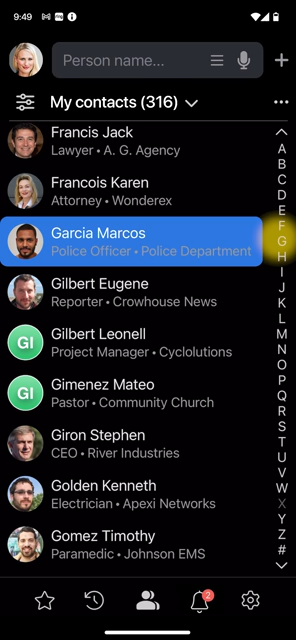 9:49
Person name...
My contacts (316)
Francis Jack
Lawyer • A. G. Agency
Francois Karen
Attorney • Wonderex
Garcia Marcos
Police Officer • Police Department
Gilbert Eugene
Reporter • Crowhouse News
GI
Gilbert Leonell
Project Manager • Cyclolutions
GI
Gimenez Mateo
Pastor • Community Church
Giron Stephen
CEO • River Industries
Golden Kenneth
Electrician • Apexi Networks
Gomez Timothy
Paramedic • Johnson EMS
A
B
C
D
E
F
G
H
I
J
K
L
M
N
O
P
Q
R
S
T
U
V
W
X
Y
Z
#
2